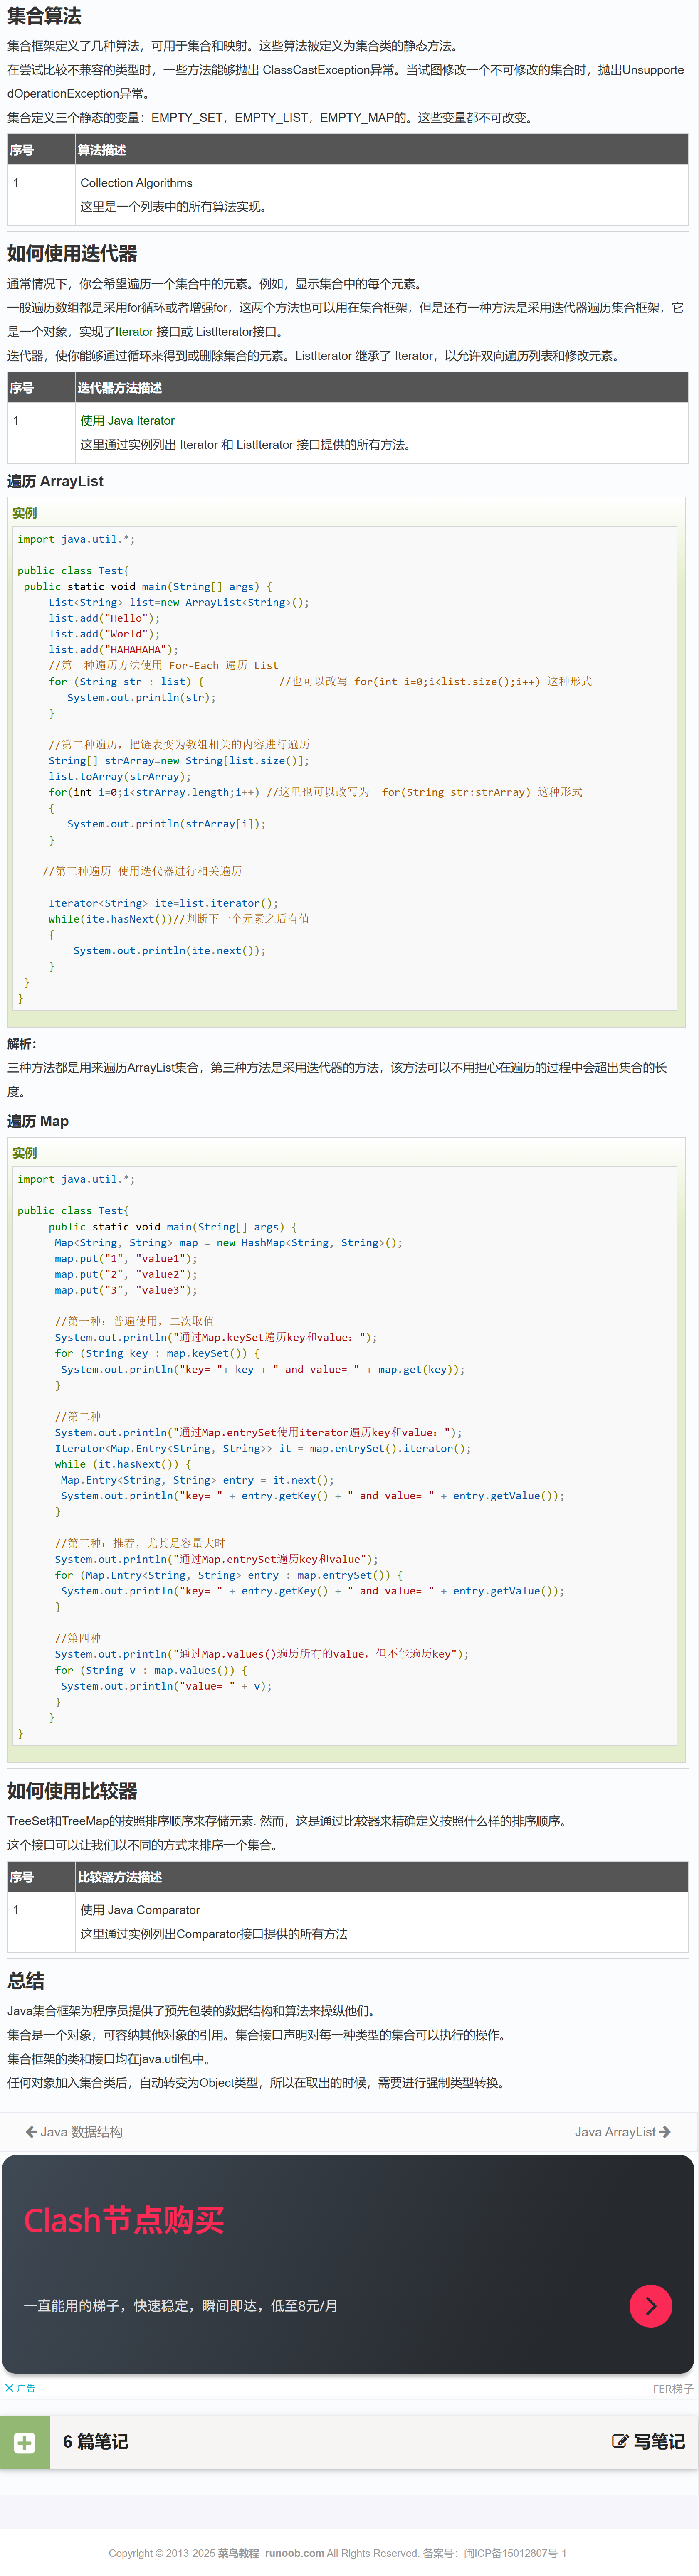 集合算法
集合框架定义了几种算法，可用于集合和映射。这些算法被定义为集合类的静态方法。
在尝试比较不兼容的类型时，一些方法能够抛出 ClassCastException异常。当试图修改一个不可修改的集合时，抛出Unsupporte
dOperationException异常。
集合定义三个静态的变量：EMPTY_SET，EMPTY_LIST，EMPTY_MAP的。这些变量都不可改变。
序号 算法描述
1 Collection Algorithms
这里是一个列表中的所有算法实现。
如何使用迭代器
通常情况下，你会希望遍历一个集合中的元素。例如，显示集合中的每个元素。
一般遍历数组都是采用for循环或者增强for，这两个方法也可以用在集合框架，但是还有一种方法是采用迭代器遍历集合框架，它
是一个对象，实现了Iterator 接口或 ListIterator接口。
迭代器，使你能够通过循环来得到或删除集合的元素。ListIterator 继承了 Iterator，以允许双向遍历列表和修改元素。
序号 迭代器方法描述
1 使用 Java Iterator
这里通过实例列出 Iterator 和 ListIterator 接口提供的所有方法。
遍历 ArrayList
实例
import java.util.*;
public class Test{
public static void main(String[] args) {
List<String> list=new ArrayList<String>();
list.add("Hello");
list.add("World");
list.add("HAHAHAHA");
//第一种遍历方法使用 For-Each 遍历 List
for (String str : list) { //也可以改写 for(int i=0;i<list.size();i++) 这种形式
System.out.println(str);
}
//第二种遍历，把链表变为数组相关的内容进行遍历
String[] strArray=new String[list.size()];
list.toArray(strArray);
for(int i=0;i<strArray.length;i++) //这里也可以改写为 for(String str:strArray) 这种形式
{
System.out.println(strArray[i]);
}
//第三种遍历 使用迭代器进行相关遍历
Iterator<String> ite=list.iterator();
while(ite.hasNext())//判断下一个元素之后有值
{
System.out.println(ite.next());
}
}
}
解析：
三种方法都是用来遍历ArrayList集合，第三种方法是采用迭代器的方法，该方法可以不用担心在遍历的过程中会超出集合的长
度。
遍历 Map
实例
import java.util.*;
public class Test{
public static void main(String[] args) {
Map<String, String> map = new HashMap<String, String>();
map.put("1", "value1");
map.put("2", "value2");
map.put("3", "value3");
//第一种：普遍使用，二次取值
System.out.println("通过Map.keySet遍历key和value：");
for (String key : map.keySet()) {
System.out.println("key= "+ key + " and value= " + map.get(key));
}
//第二种
System.out.println("通过Map.entrySet使用iterator遍历key和value：");
Iterator<Map.Entry<String, String>> it = map.entrySet().iterator();
while (it.hasNext()) {
Map.Entry<String, String> entry = it.next();
System.out.println("key= " + entry.getKey() + " and value= " + entry.getValue());
}
//第三种：推荐，尤其是容量大时
System.out.println("通过Map.entrySet遍历key和value");
for (Map.Entry<String, String> entry : map.entrySet()) {
System.out.println("key= " + entry.getKey() + " and value= " + entry.getValue());
}
//第四种
System.out.println("通过Map.values()遍历所有的value，但不能遍历key");
for (String v : map.values()) {
System.out.println("value= " + v);
}
}
}
如何使用比较器
TreeSet和TreeMap的按照排序顺序来存储元素. 然而，这是通过比较器来精确定义按照什么样的排序顺序。
这个接口可以让我们以不同的方式来排序一个集合。
序号 比较器方法描述
1 使用 Java Comparator
这里通过实例列出Comparator接口提供的所有方法
总结
Java集合框架为程序员提供了预先包装的数据结构和算法来操纵他们。
集合是一个对象，可容纳其他对象的引用。集合接口声明对每一种类型的集合可以执行的操作。
集合框架的类和接口均在java.util包中。
任何对象加入集合类后，自动转变为Object类型，所以在取出的时候，需要进行强制类型转换。
Java 数据结构 Java ArrayList
Clash节点购买
一直能用的梯子，快速稳定，瞬间即达，低至8元/月
广告 FER梯子
6 篇笔记 写笔记
Copyright © 2013-2025 菜鸟教程 runoob.com All Rights Reserved. 备案号：闽ICP备15012807号-1